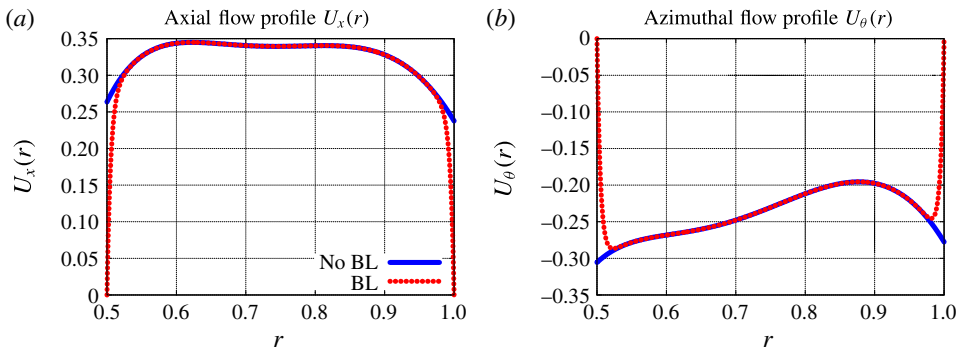 (a) Axial flow profile Uₓ(r)
0.35
0.30
0.25
0.20
0.15
0.10
0.05
0
Uₓ(r)
No BL
BL
0.5 0.6 0.7 0.8 0.9 1.0
r
(b) Azimuthal flow profile U_θ(r)
0
−0.05
−0.10
−0.15
−0.20
−0.25
−0.30
−0.35
U_θ(r)
0.5 0.6 0.7 0.8 0.9 1.0
r